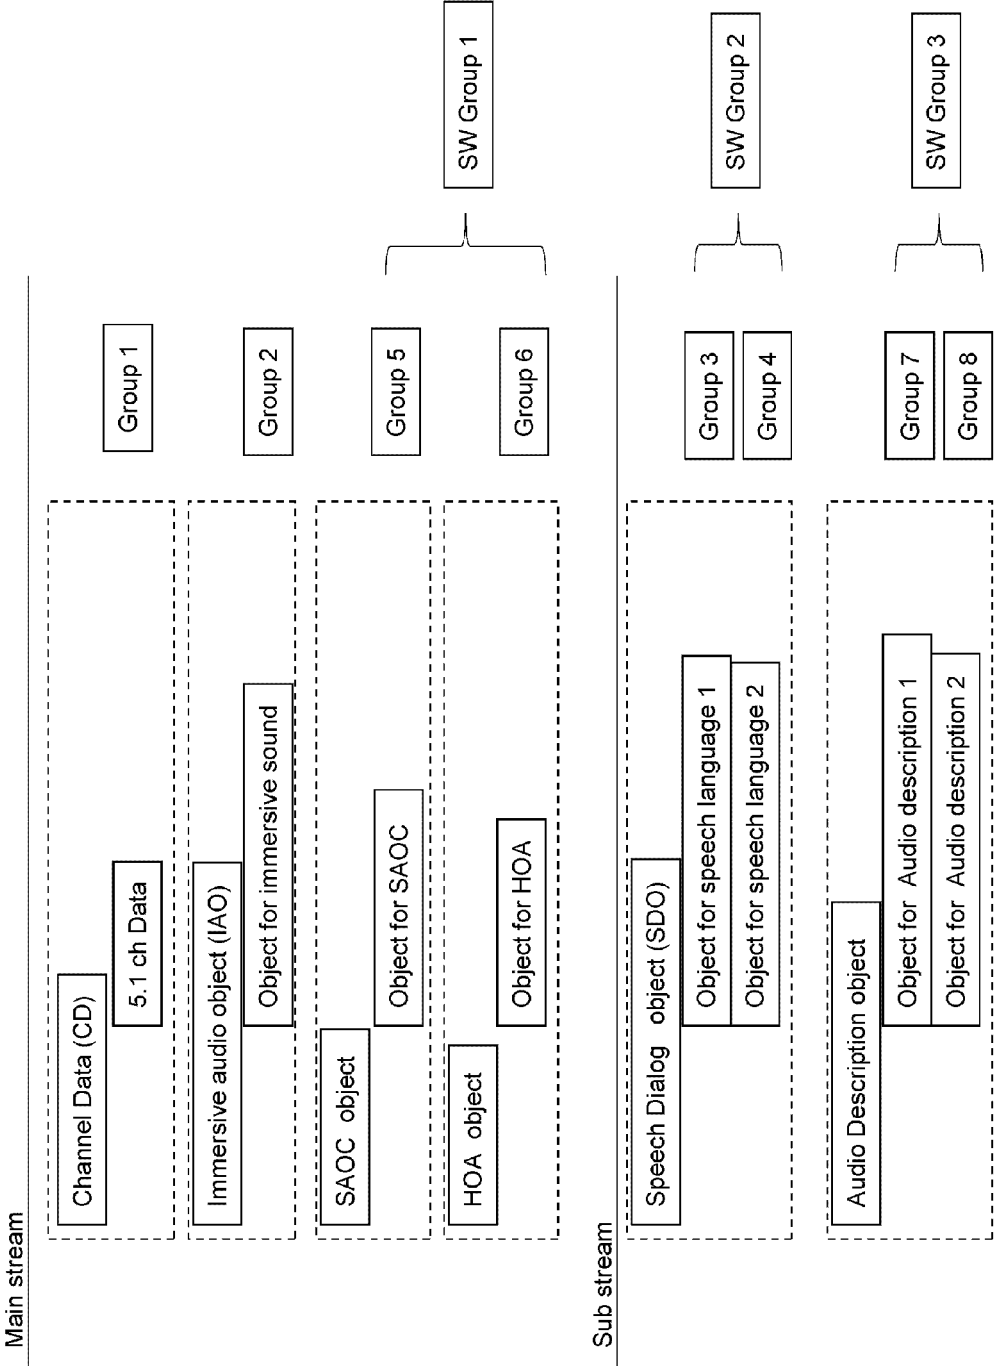 Main stream
Channel Data (CD)
5.1 ch Data
Group 1
Immersive audio object (IAO)
Object for immersive sound
Group 2
SAOC object
Object for SAOC
Group 5
HOA object
Object for HOA
Group 6
SW Group 1
Sub stream
Speech Dialog object (SDO)
Object for speech language 1
Group 3
Object for speech language 2
Group 4
SW Group 2
Audio Description object
Object for Audio description 1
Group 7
Object for Audio description 2
Group 8
SW Group 3